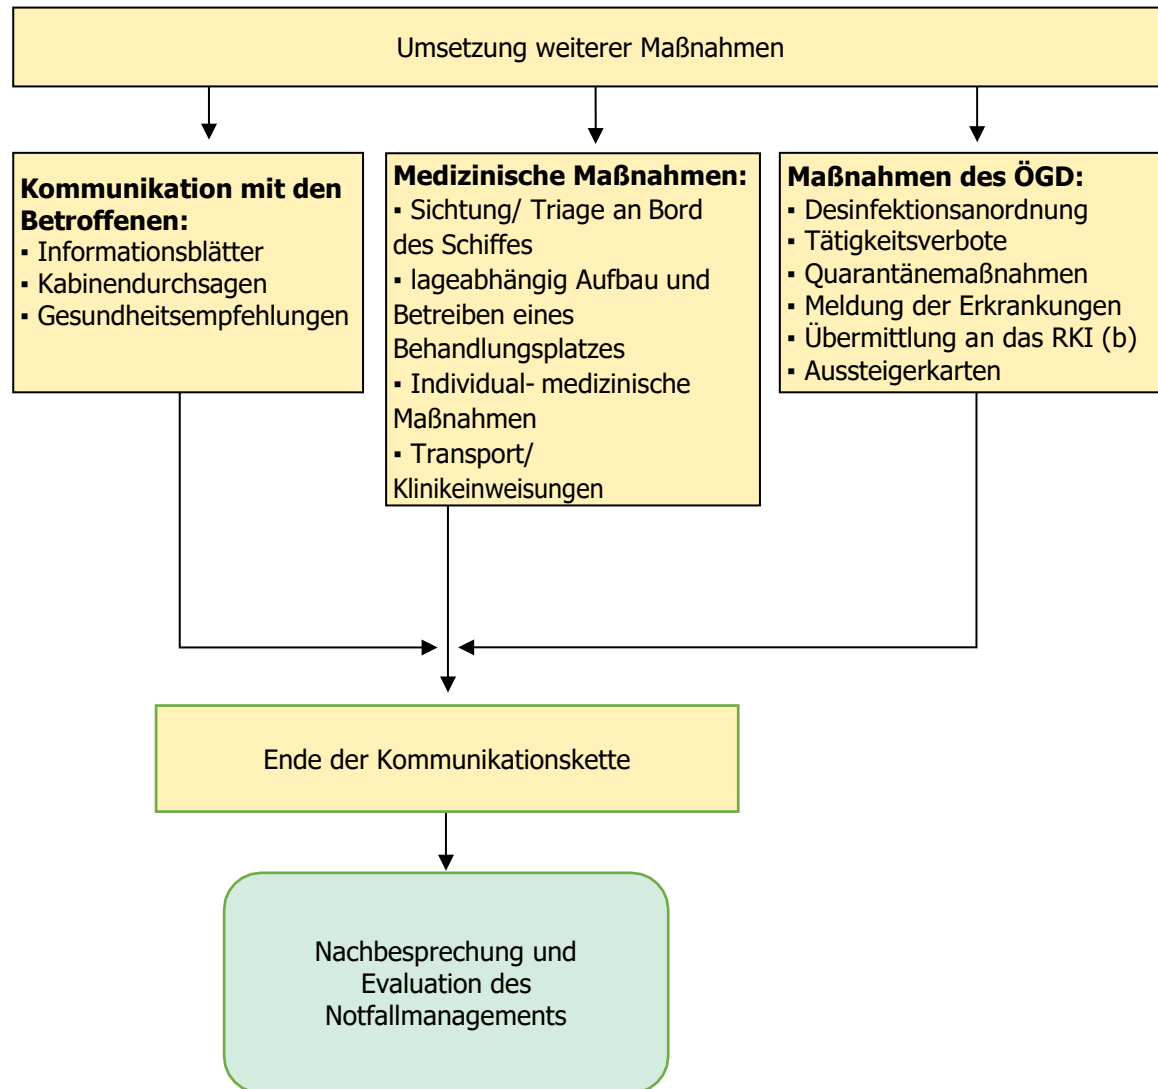 Umsetzung weiterer Maßnahmen
Kommunikation mit den
Betroffenen:
▪ Informationsblätter
▪ Kabinendurchsagen
▪ Gesundheitsempfehlungen
Medizinische Maßnahmen:
▪ Sichtung/ Triage an Bord
des Schiffes
▪ lageabhängig Aufbau und
Betreiben eines
Behandlungsplatzes
▪ Individual- medizinische
Maßnahmen
▪ Transport/
Klinikeinweisungen
Maßnahmen des ÖGD:
▪ Desinfektionsanordnung
▪ Tätigkeitsverbote
▪ Quarantänemaßnahmen
▪ Meldung der Erkrankungen
▪ Übermittlung an das RKI (b)
▪ Aussteigerkarten
Ende der Kommunikationskette
Nachbesprechung und
Evaluation des
Notfallmanagements